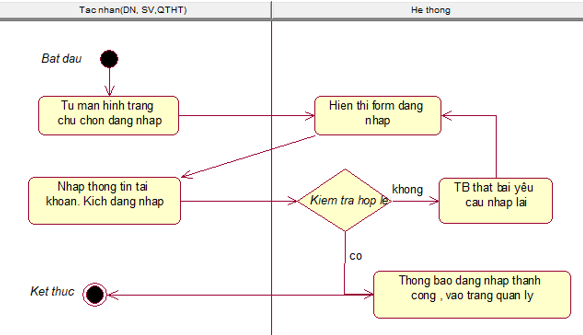 Tac nhan(DN, SV,QTHT)
He thong
Bat dau
Tu man hinh trang
chu chon dang nhap
Hien thi form dang
nhap
Nhap thong tin tai
khoan. Kich dang nhap
Kiem tra hop le
khong
TB that bai yêu
cau nhap lai
co
Thong bao dang nhap thanh
cong , vao trang quan ly
Ket thuc